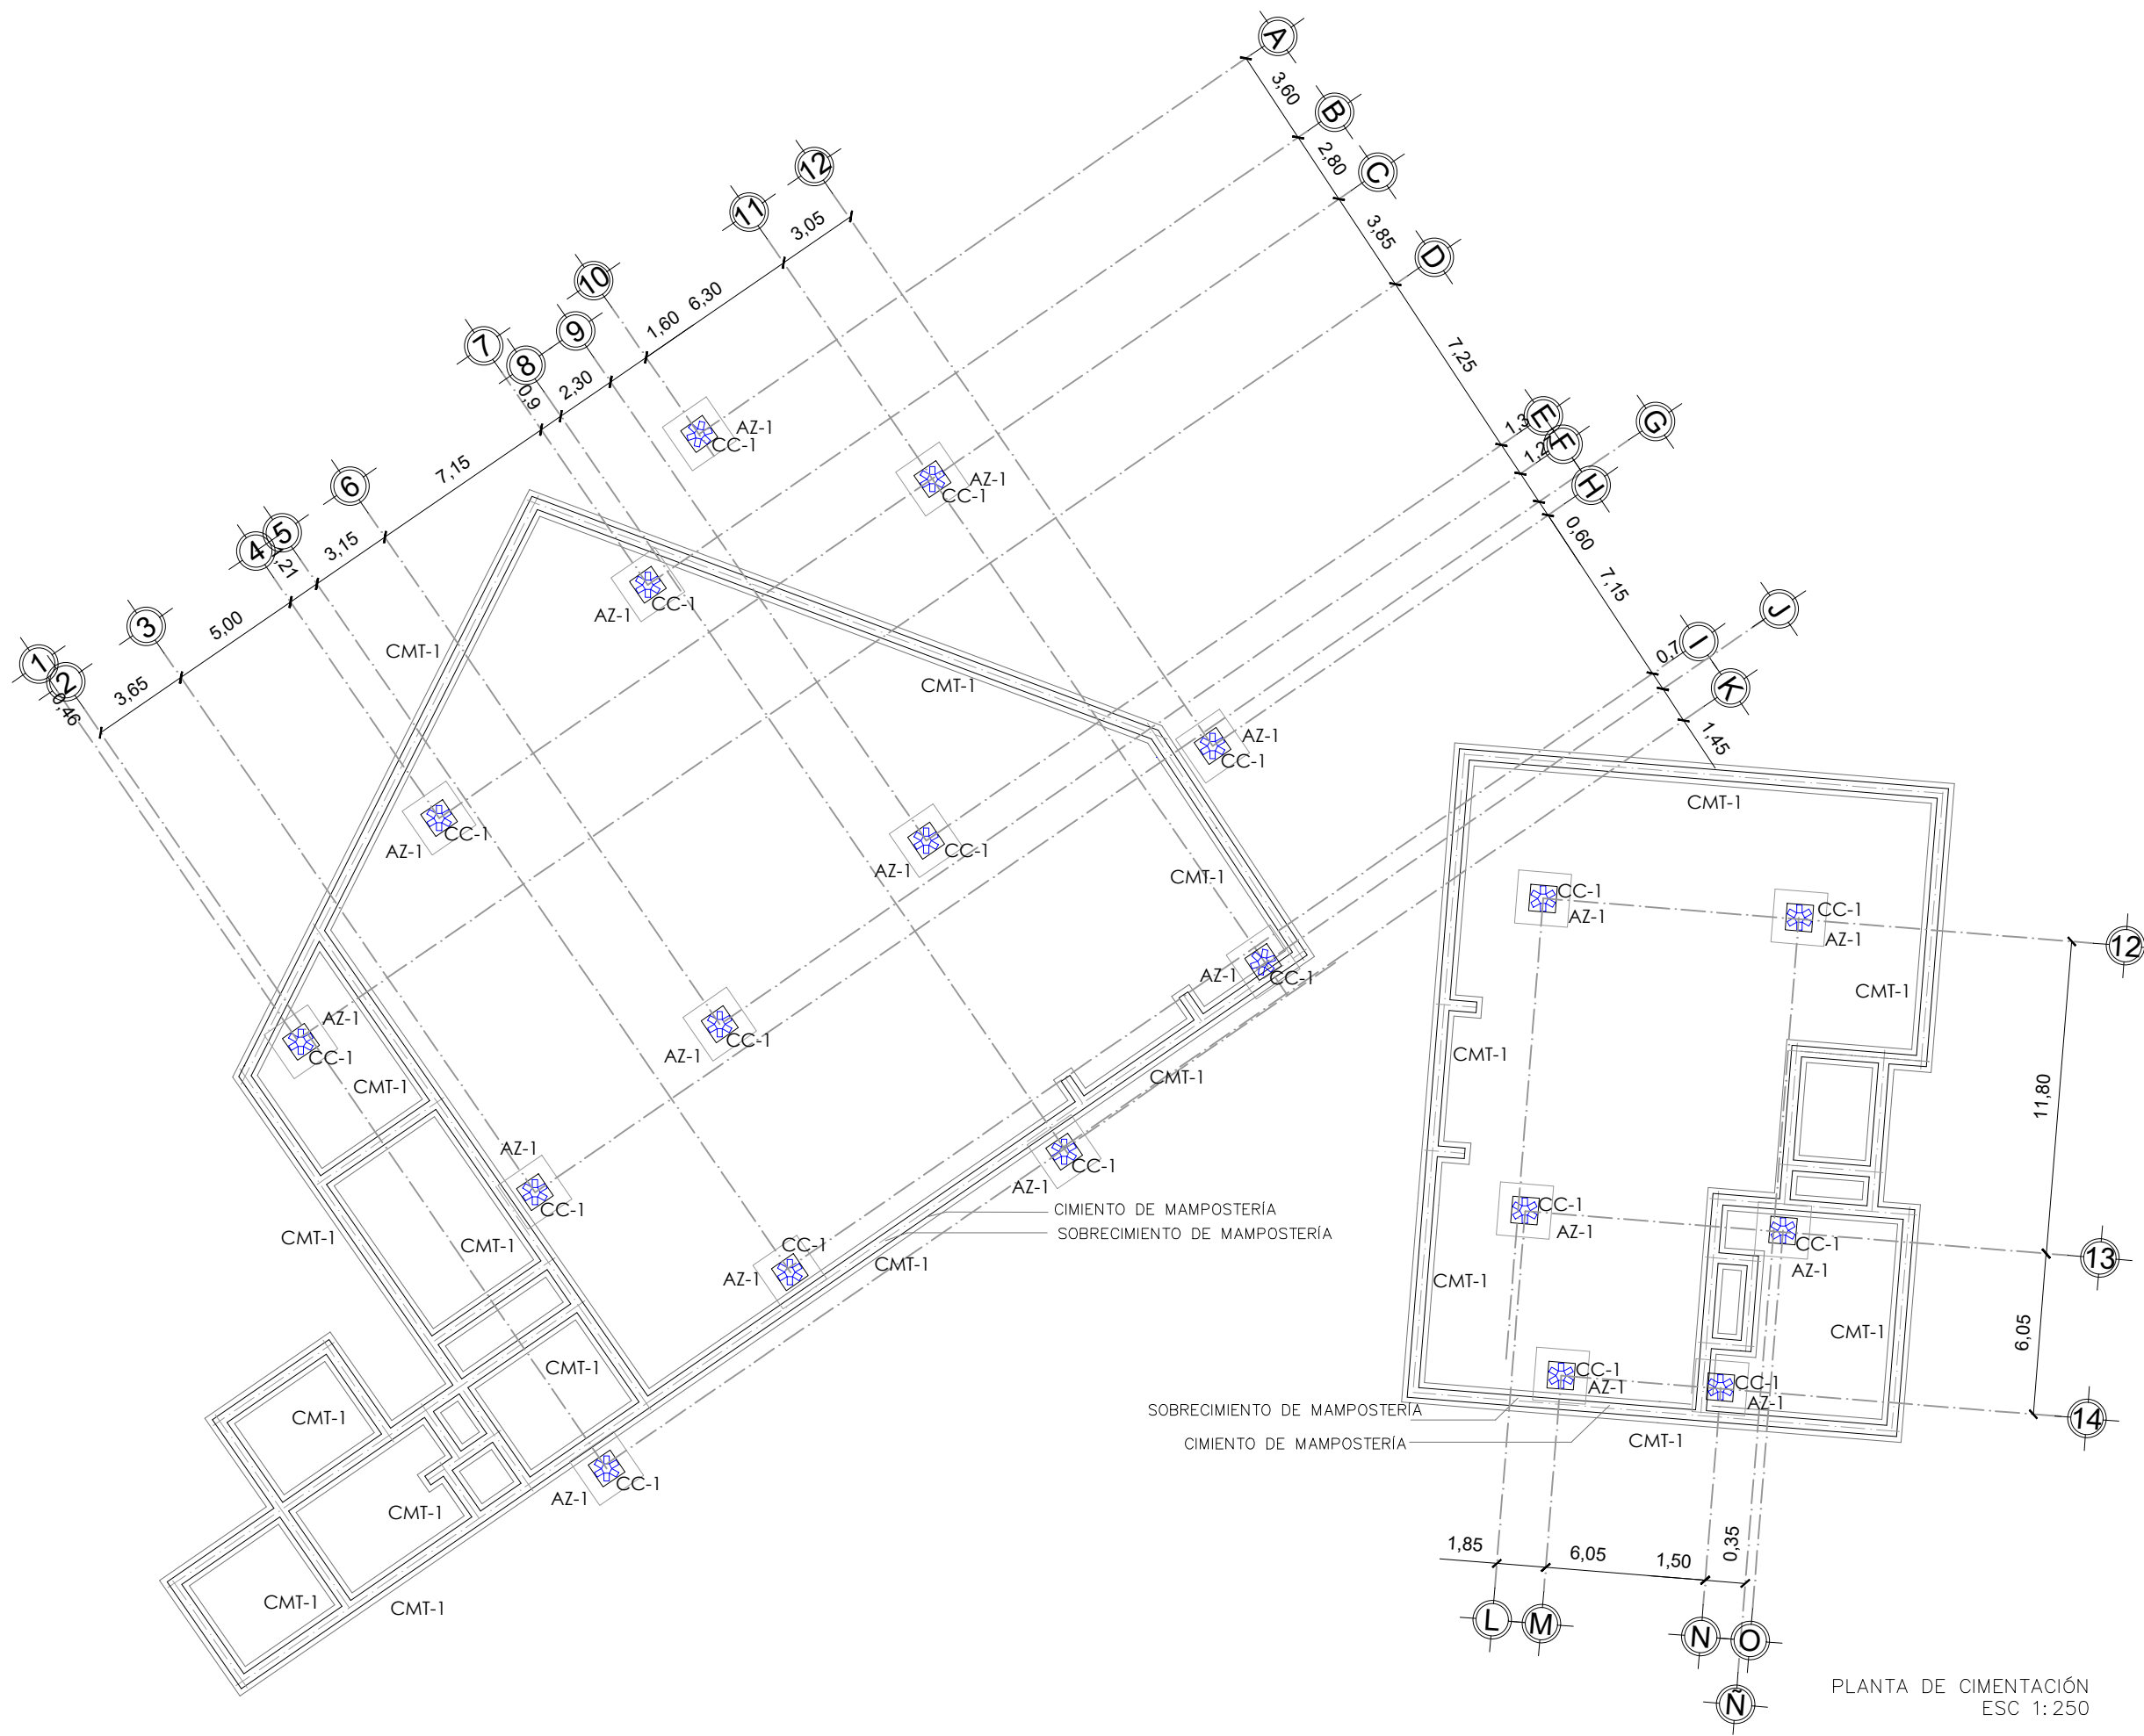 A
3,60
B
2,80
C
3,85
D
7,25
E
1,3
F
1,27
G
H
0,60
7,15
J
I
0,7
K
1,45
12
3,05
11
6,30
10
1,60
9
2,30
8
0,9
7
7,15
6
3,15
5
4
5,00
3
3,65
1
2
0,46
AZ-1
CC-1
AZ-1
CC-1
AZ-1
CC-1
CMT-1
CMT-1
AZ-1
CC-1
AZ-1
CC-1
AZ-1
CC-1
CMT-1
AZ-1
CC-1
AZ-1
CC-1
AZ-1
CC-1
CMT-1
CMT-1
AZ-1
CC-1
AZ-1
CC-1
CIMIENTO DE MAMPOSTERÍA
SOBRECIMIENTO DE MAMPOSTERÍA
CMT-1
CMT-1
CC-1
AZ-1
CMT-1
CMT-1
CMT-1
CMT-1
AZ-1
CC-1
CMT-1
CMT-1
CMT-1
CC-1
AZ-1
CC-1
AZ-1
12
CMT-1
CMT-1
11,80
CC-1
AZ-1
CC-1
AZ-1
13
CMT-1
CMT-1
6,05
CC-1
AZ-1
CC-1
AZ-1
14
SOBRECIMIENTO DE MAMPOSTERÍA
CIMIENTO DE MAMPOSTERÍA
CMT-1
1,85
6,05
1,50
0,35
L
M
N
O
Ñ
PLANTA DE CIMENTACIÓN
ESC 1:250